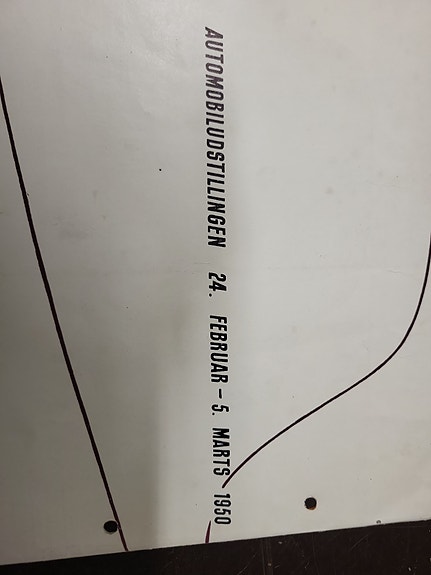 AUTOMOBILUDSTILLINGEN 24. FEBRUAR – 5. MARTS 1950